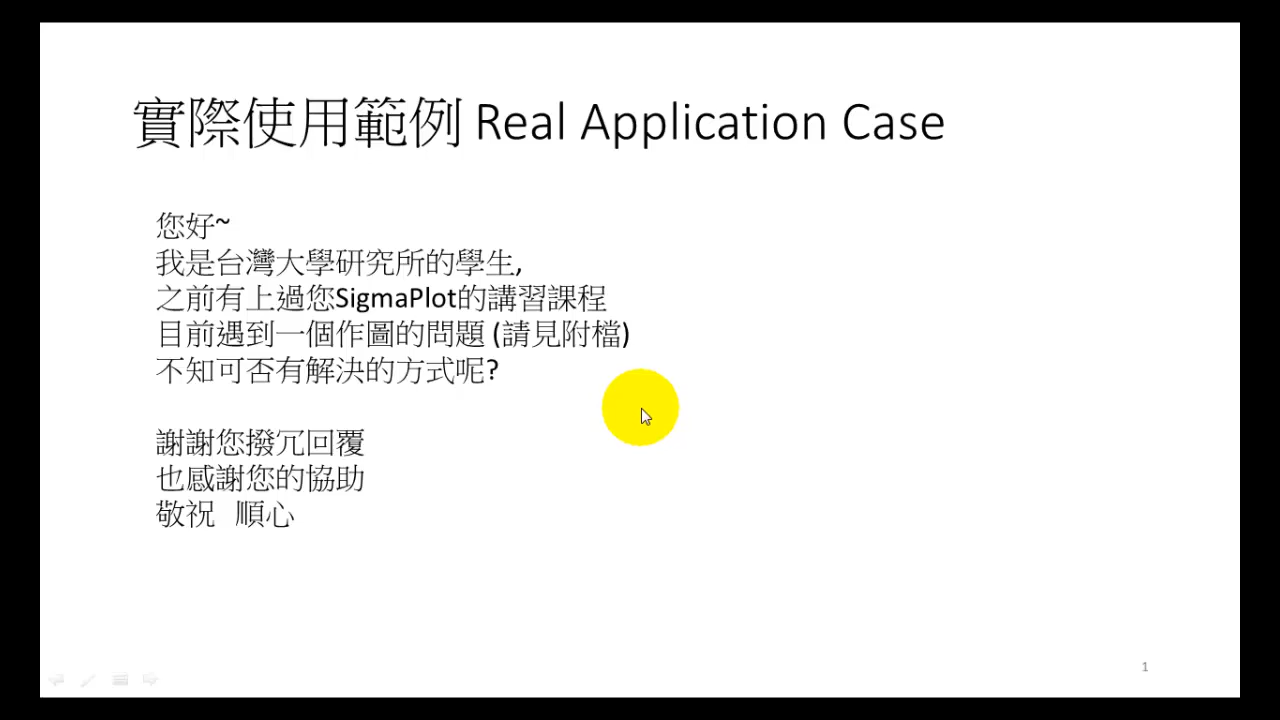 實際使用範例 Real Application Case
您好~
我是台灣大學研究所的學生,
之前有上過您SigmaPlot的講習課程
目前遇到一個作圖的問題 (請見附檔)
不知可否有解決的方式呢?
謝謝您撥冗回覆
也感謝您的協助
敬祝 順心
1